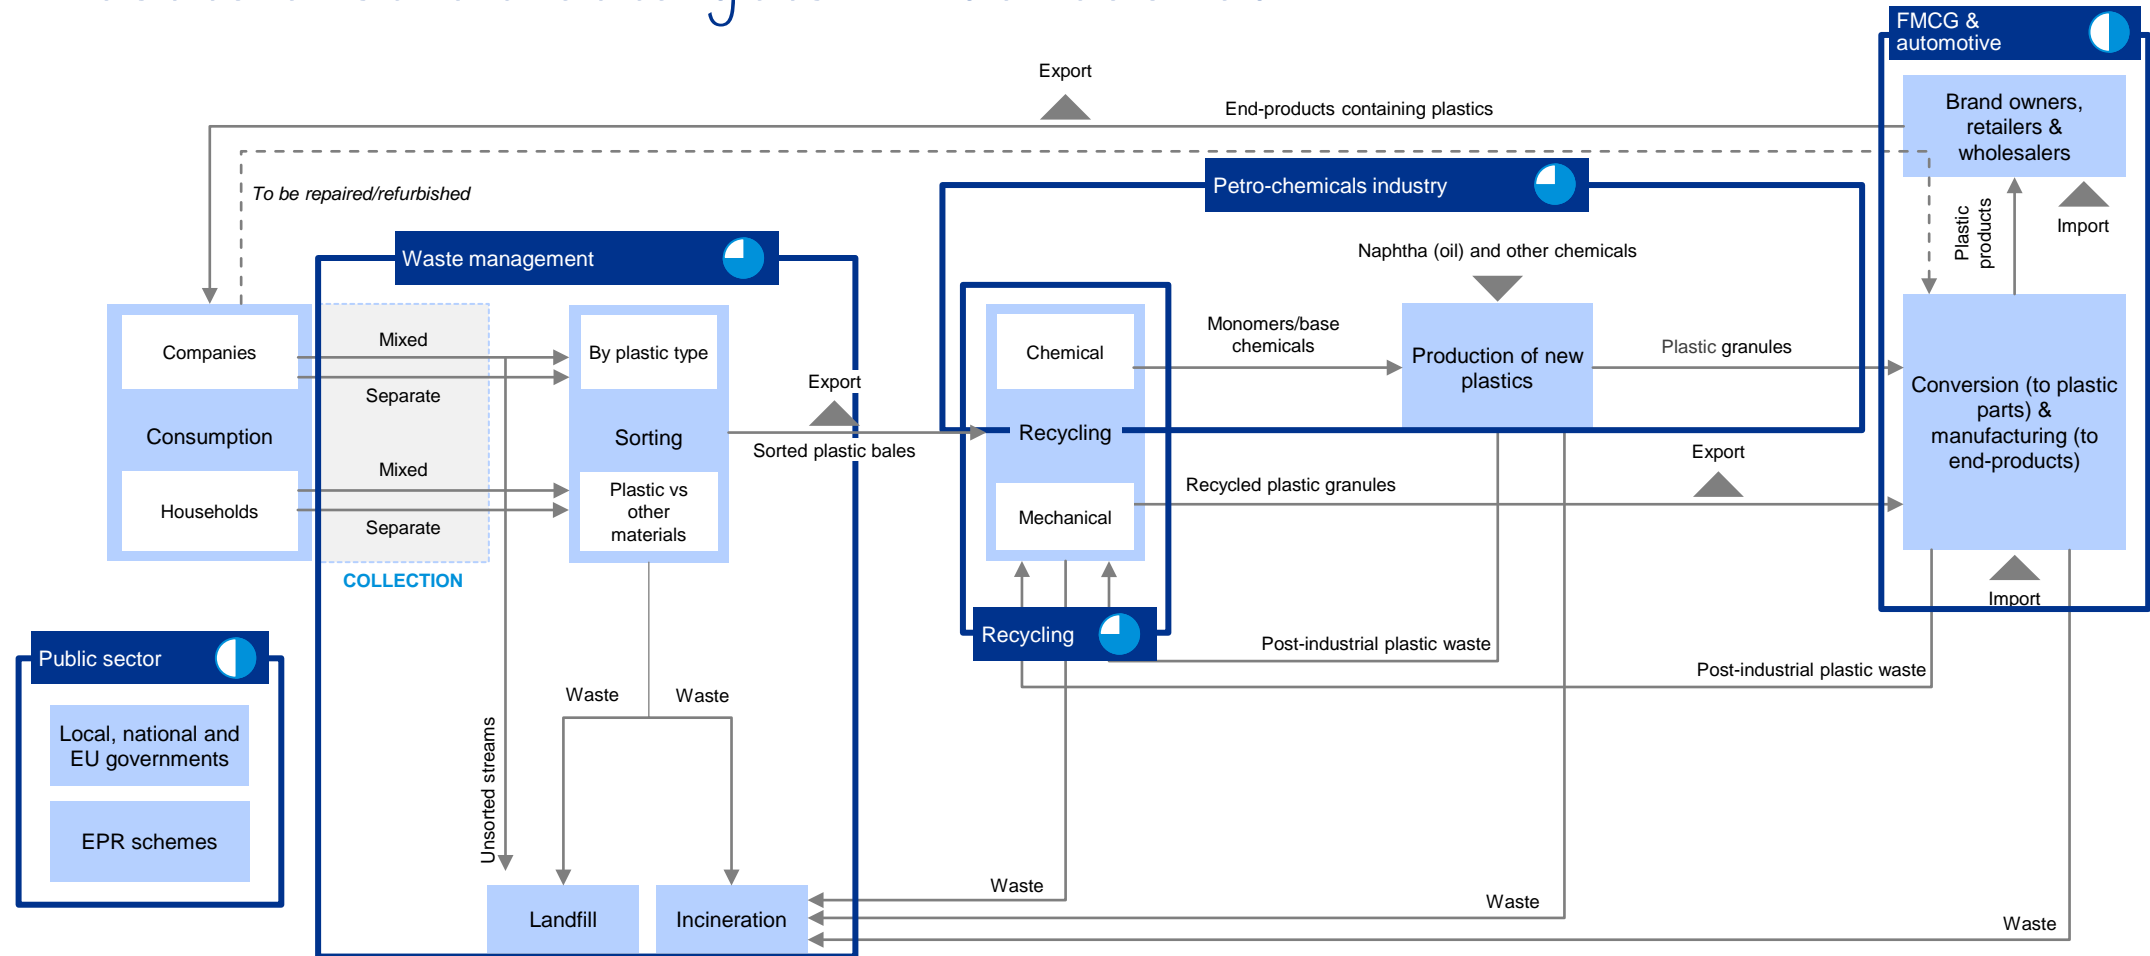 FMCG &
automotive
Export
End-products containing plastics
Brand owners,
retailers &
wholesalers
To be repaired/refurbished
Petro-chemicals industry
Plastic
products
Import
Waste management
Naphtha (oil) and other chemicals
Companies
Mixed
Separate
By plastic type
Export
Chemical
Monomers/base
chemicals
Production of new
plastics
Plastic granules
Conversion (to plastic
parts) &
manufacturing (to
end-products)
Consumption
Sorting
Sorted plastic bales
Recycling
Export
Mixed
Separate
Households
Plastic vs
other
materials
Recycled plastic granules
Mechanical
COLLECTION
Import
Recycling
Post-industrial plastic waste
Post-industrial plastic waste
Public sector
Local, national and
EU governments
EPR schemes
Waste
Waste
Unsorted streams
Landfill
Incineration
Waste
Waste
Waste